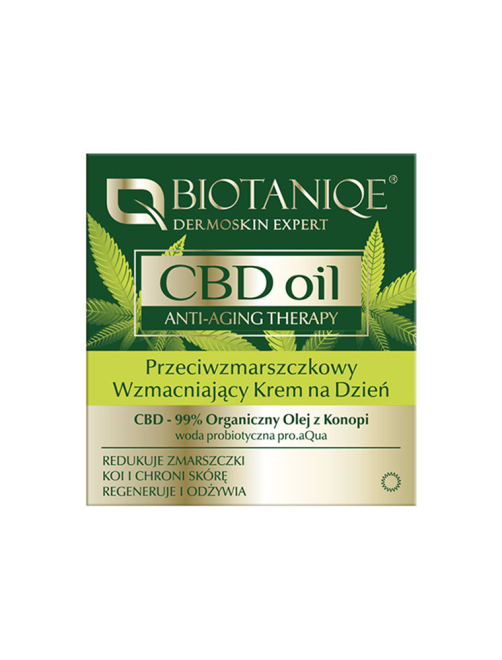 BIOTANIQE®
DERMOSKIN EXPERT
CBD oil
ANTI-AGING THERAPY
Przeciwzmarszczkowy
Wzmacniający Krem na Dzień
CBD - 99% Organiczny Olej z Konopi
woda probiotyczna pro.aQua
REDUKUJE ZMARSZCZKI
KOI I CHRONI SKÓRĘ
REGENERUJE I ODŻYWIA